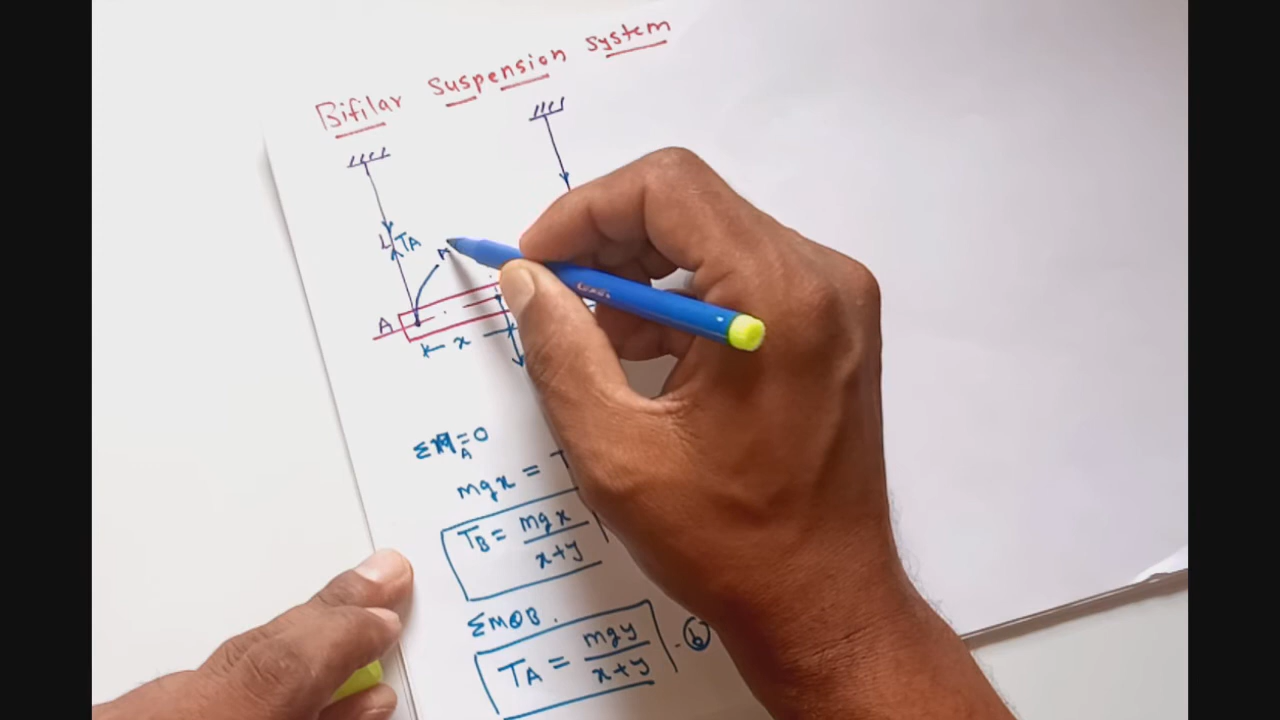 Bifilar Suspension System
TA
A
x
ΣMA=0
mgx =
TB = mgx / x+y
ΣM@B.
TA = mgy / x+y - b